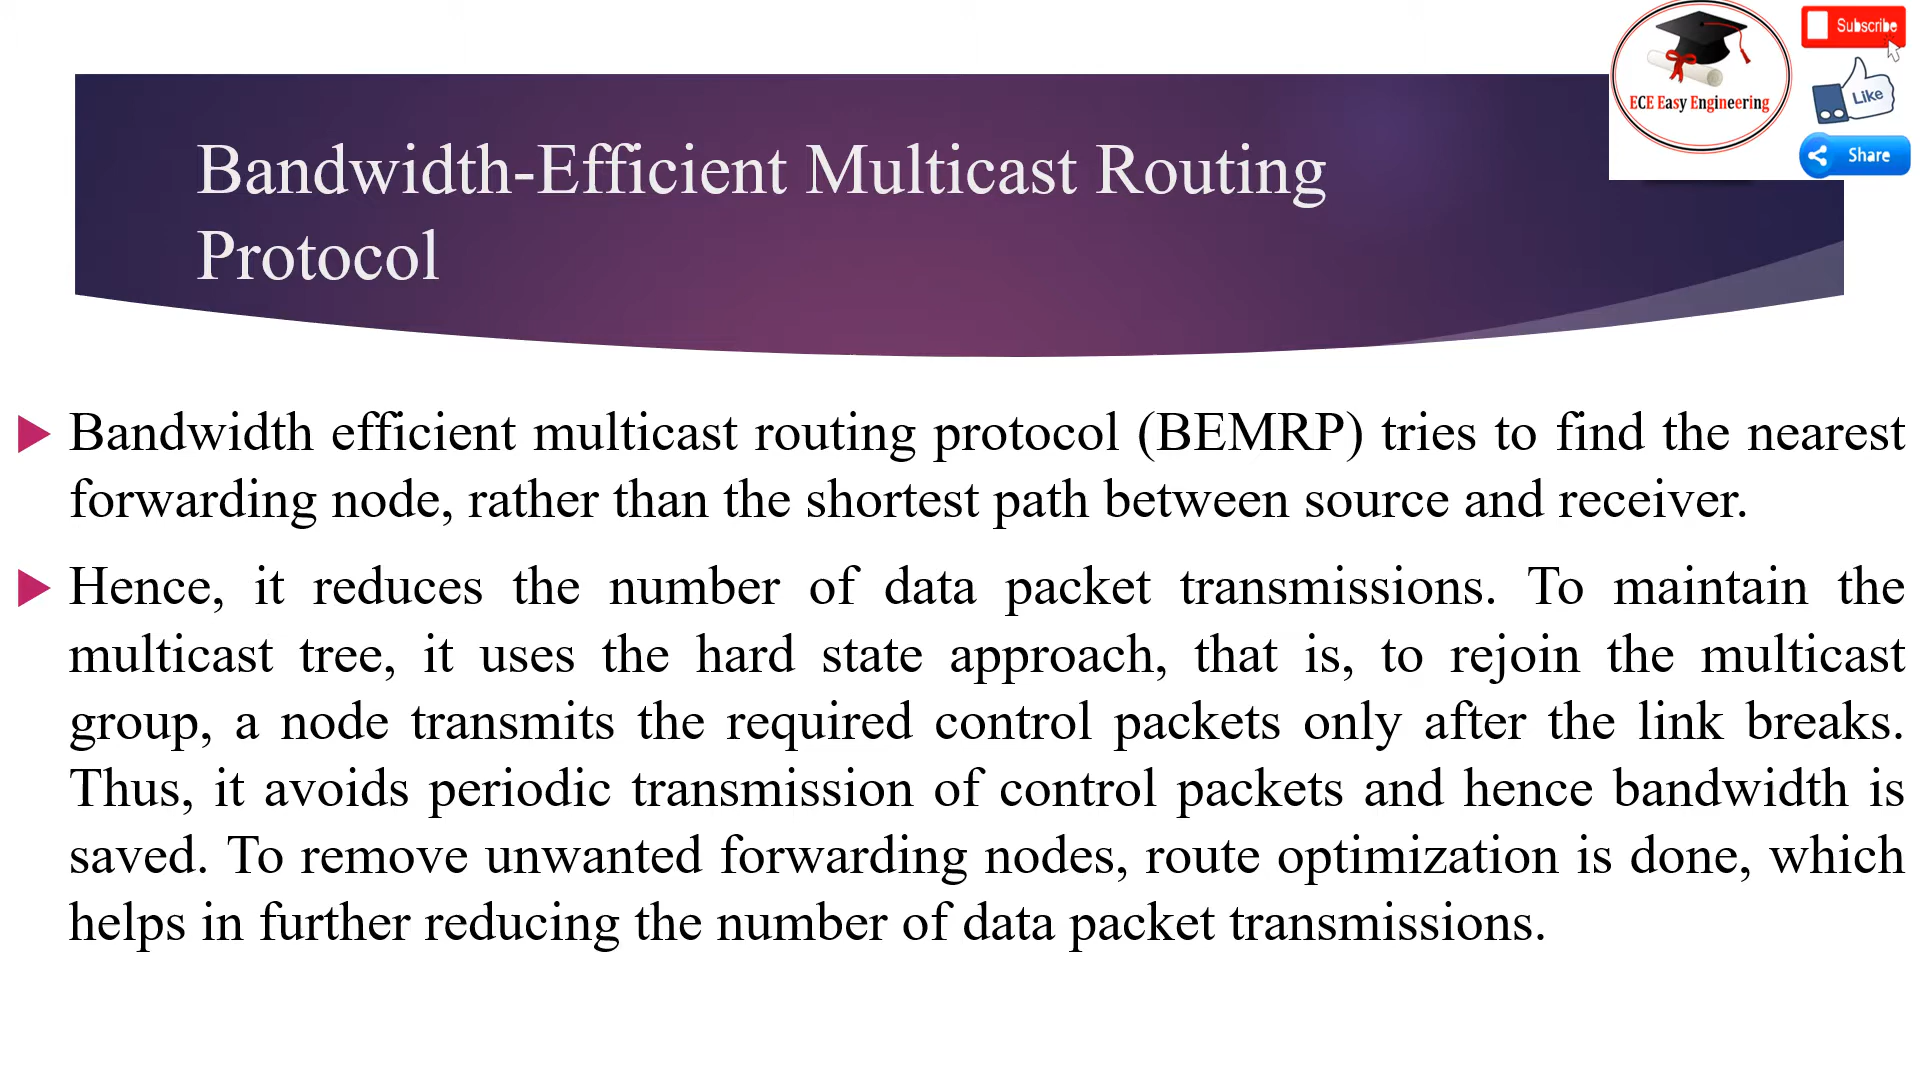 Bandwidth-Efficient Multicast Routing
Protocol
ECE Easy Engineering
Subscribe
Like
Share
Bandwidth efficient multicast routing protocol (BEMRP) tries to find the nearest
forwarding node, rather than the shortest path between source and receiver.
Hence, it reduces the number of data packet transmissions. To maintain the
multicast tree, it uses the hard state approach, that is, to rejoin the multicast
group, a node transmits the required control packets only after the link breaks.
Thus, it avoids periodic transmission of control packets and hence bandwidth is
saved. To remove unwanted forwarding nodes, route optimization is done, which
helps in further reducing the number of data packet transmissions.